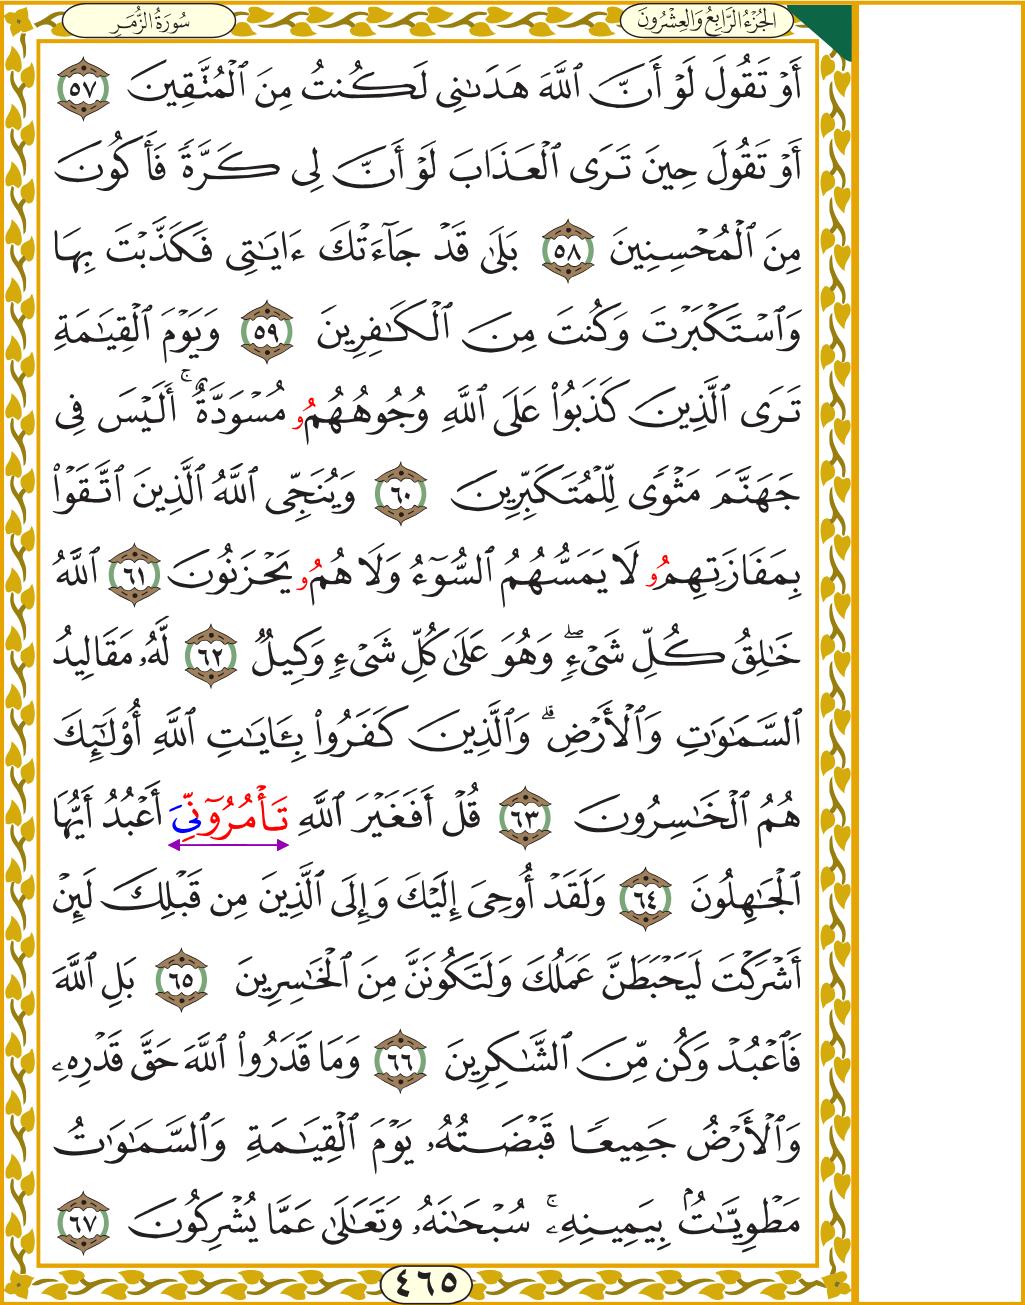 الجُزْءُ الرَّابِعُ وَالعِشْرُونَ
سُورَةُ الزُّمَرِ
أَوْ تَقُولَ لَوْ أَنَّ ٱللَّهَ هَدَىٰنِى لَكُنتُ مِنَ ٱلْمُتَّقِينَ ٥٧
أَوْ تَقُولَ حِينَ تَرَى ٱلْعَذَابَ لَوْ أَنَّ لِى كَرَّةً فَأَكُونَ
مِنَ ٱلْمُحْسِنِينَ ٥٨ بَلَىٰ قَدْ جَآءَتْكَ ءَايَـٰتِى فَكَذَّبْتَ بِهَا
وَٱسْتَكْبَرْتَ وَكُنتَ مِنَ ٱلْكَـٰفِرِينَ ٥٩ وَيَوْمَ ٱلْقِيَـٰمَةِ
تَرَى ٱلَّذِينَ كَذَبُوا۟ عَلَى ٱللَّهِ وُجُوهُهُمُۥ مُسْوَدَّةٌ ۚ أَلَيْسَ فِى
جَهَنَّمَ مَثْوًى لِّلْمُتَكَبِّرِينَ ٦٠ وَيُنَجِّى ٱللَّهُ ٱلَّذِينَ ٱتَّقَوْا۟
بِمَفَازَتِهِمُۥ لَا يَمَسُّهُمُ ٱلسُّوٓءُ وَلَا هُمُۥ يَحْزَنُونَ ٦١ ٱللَّهُ
خَـٰلِقُ كُلِّ شَىْءٍ ۖ وَهُوَ عَلَىٰ كُلِّ شَىْءٍ وَكِيلٌ ٦٢ لَّهُۥ مَقَالِيدُ
ٱلسَّمَـٰوَٰتِ وَٱلْأَرْضِ ۗ وَٱلَّذِينَ كَفَرُوا۟ بِـَٔايَـٰتِ ٱللَّهِ أُو۟لَـٰٓئِكَ
هُمُ ٱلْخَـٰسِرُونَ ٦٣ قُلْ أَفَغَيْرَ ٱللَّهِ تَأْمُرُوٓنِّىَ أَعْبُدُ أَيُّهَا
ٱلْجَـٰهِلُونَ ٦٤ وَلَقَدْ أُوحِىَ إِلَيْكَ وَإِلَى ٱلَّذِينَ مِن قَبْلِكَ لَئِنْ
أَشْرَكْتَ لَيَحْبَطَنَّ عَمَلُكَ وَلَتَكُونَنَّ مِنَ ٱلْخَـٰسِرِينَ ٦٥ بَلِ ٱللَّهَ
فَٱعْبُدْ وَكُن مِّنَ ٱلشَّـٰكِرِينَ ٦٦ وَمَا قَدَرُوا۟ ٱللَّهَ حَقَّ قَدْرِهِۦ
وَٱلْأَرْضُ جَمِيعًا قَبْضَتُهُۥ يَوْمَ ٱلْقِيَـٰمَةِ وَٱلسَّمَـٰوَٰتُ
مَطْوِيَّـٰتٌۢ بِيَمِينِهِۦ ۚ سُبْحَـٰنَهُۥ وَتَعَـٰلَىٰ عَمَّا يُشْرِكُونَ ٦٧
٤٦٥